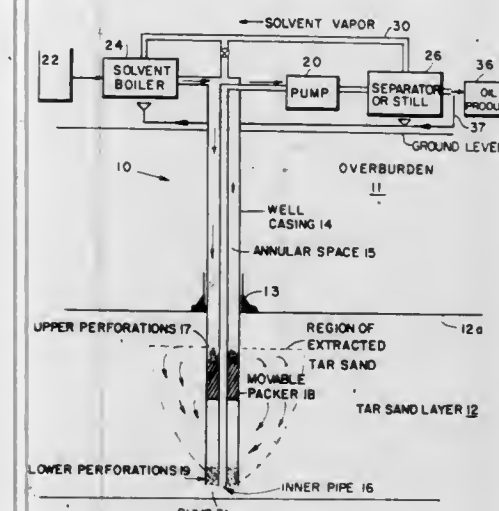 SOLVENT VAPOR
30
24
22
SOLVENT
BOILER
20
PUMP
26
SEPARATOR
OR STILL
36
OIL
37
GROUND LEVEL
10
OVERBURDEN
11
WELL
CASING 14
ANNULAR SPACE 15
13
UPPER PERFORATIONS 17
REGION OF
EXTRACTED
TAR SAND
12a
MOVABLE
PACKER 18
TAR SAND LAYER 12
LOWER PERFORATIONS 19
INNER PIPE 16